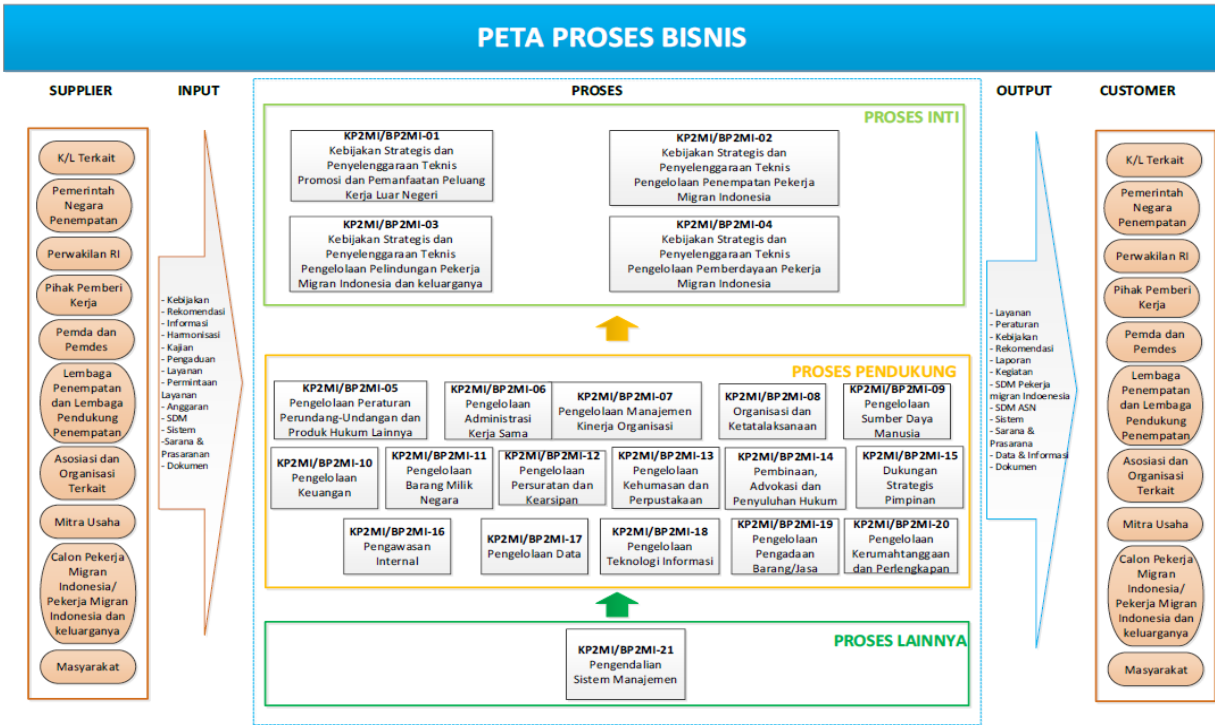 PETA PROSES BISNIS
SUPPLIER
INPUT
PROSES
OUTPUT
CUSTOMER
K/L Terkait
Pemerintah
Negara
Penempatan
Perwakilan RI
Pihak Pemberi
Kerja
Pemda dan
Pemdes
Lembaga
Penempatan
dan Lembaga
Pendukung
Penempatan
Asosiasi dan
Organisasi
Terkait
Mitra Usaha
Calon Pekerja
Migran
Indonesia/
Pekerja Migran
Indonesia dan
keluarganya
Masyarakat
- Kebijakan
- Rekomendasi
- Informasi
- Harmonisasi
- Kajian
- Pengaduan
- Layanan
- Permintaan
Layanan
- Anggaran
- SDM
- Sistem
-Sarana &
Prasaranan
- Dokumen
PROSES INTI
KP2MI/BP2MI-01
Kebijakan Strategis dan
Penyelenggaraan Teknis
Promosi dan Pemanfaatan Peluang
Kerja Luar Negeri
KP2MI/BP2MI-02
Kebijakan Strategis dan
Penyelenggaraan Teknis
Pengelolaan Penempatan Pekerja
Migran Indonesia
KP2MI/BP2MI-03
Kebijakan Strategis dan
Penyelenggaraan Teknis
Pengelolaan Pelindungan Pekerja
Migran Indonesia dan keluarganya
KP2MI/BP2MI-04
Kebijakan Strategis dan
Penyelenggaraan Teknis
Pengelolaan Pemberdayaan Pekerja
Migran Indonesia
PROSES PENDUKUNG
KP2MI/BP2MI-05
Pengelolaan Peraturan
Perundang-Undangan dan
Produk Hukum Lainnya
KP2MI/BP2MI-06
Pengelolaan
Administrasi
Kerja Sama
KP2MI/BP2MI-07
Pengelolaan Manajemen
Kinerja Organisasi
KP2MI/BP2MI-08
Organisasi dan
Ketatalaksanaan
KP2MI/BP2MI-09
Pengelolaan
Sumber Daya
Manusia
KP2MI/BP2MI-10
Pengelolaan
Keuangan
KP2MI/BP2MI-11
Pengelolaan
Barang Milik
Negara
KP2MI/BP2MI-12
Pengelolaan
Persuratan dan
Kearsipan
KP2MI/BP2MI-13
Pengelolaan
Kehumasan dan
Perpustakaan
KP2MI/BP2MI-14
Pembinaan,
Advokasi dan
Penyuluhan Hukum
KP2MI/BP2MI-15
Dukungan
Strategis
Pimpinan
KP2MI/BP2MI-16
Pengawasan
Internal
KP2MI/BP2MI-17
Pengelolaan Data
KP2MI/BP2MI-18
Pengelolaan
Teknologi Informasi
KP2MI/BP2MI-19
Pengelolaan
Pengadaan
Barang/Jasa
KP2MI/BP2MI-20
Pengelolaan
Kerumahtanggaan
dan Perlengkapan
PROSES LAINNYA
KP2MI/BP2MI-21
Pengendalian
Sistem Manajemen
- Layanan
- Peraturan
- Kebijakan
- Rekomendasi
- Laporan
- Kegiatan
- SDM Pekerja
migran Indoenesia
- SDM ASN
- Sistem
- Sarana &
Prasarana
- Data & Informasi
- Dokumen
K/L Terkait
Pemerintah
Negara
Penempatan
Perwakilan RI
Pihak Pemberi
Kerja
Pemda dan
Pemdes
Lembaga
Penempatan
dan Lembaga
Pendukung
Penempatan
Asosiasi dan
Organisasi
Terkait
Mitra Usaha
Calon Pekerja
Migran
Indonesia/
Pekerja Migran
Indonesia dan
keluarganya
Masyarakat